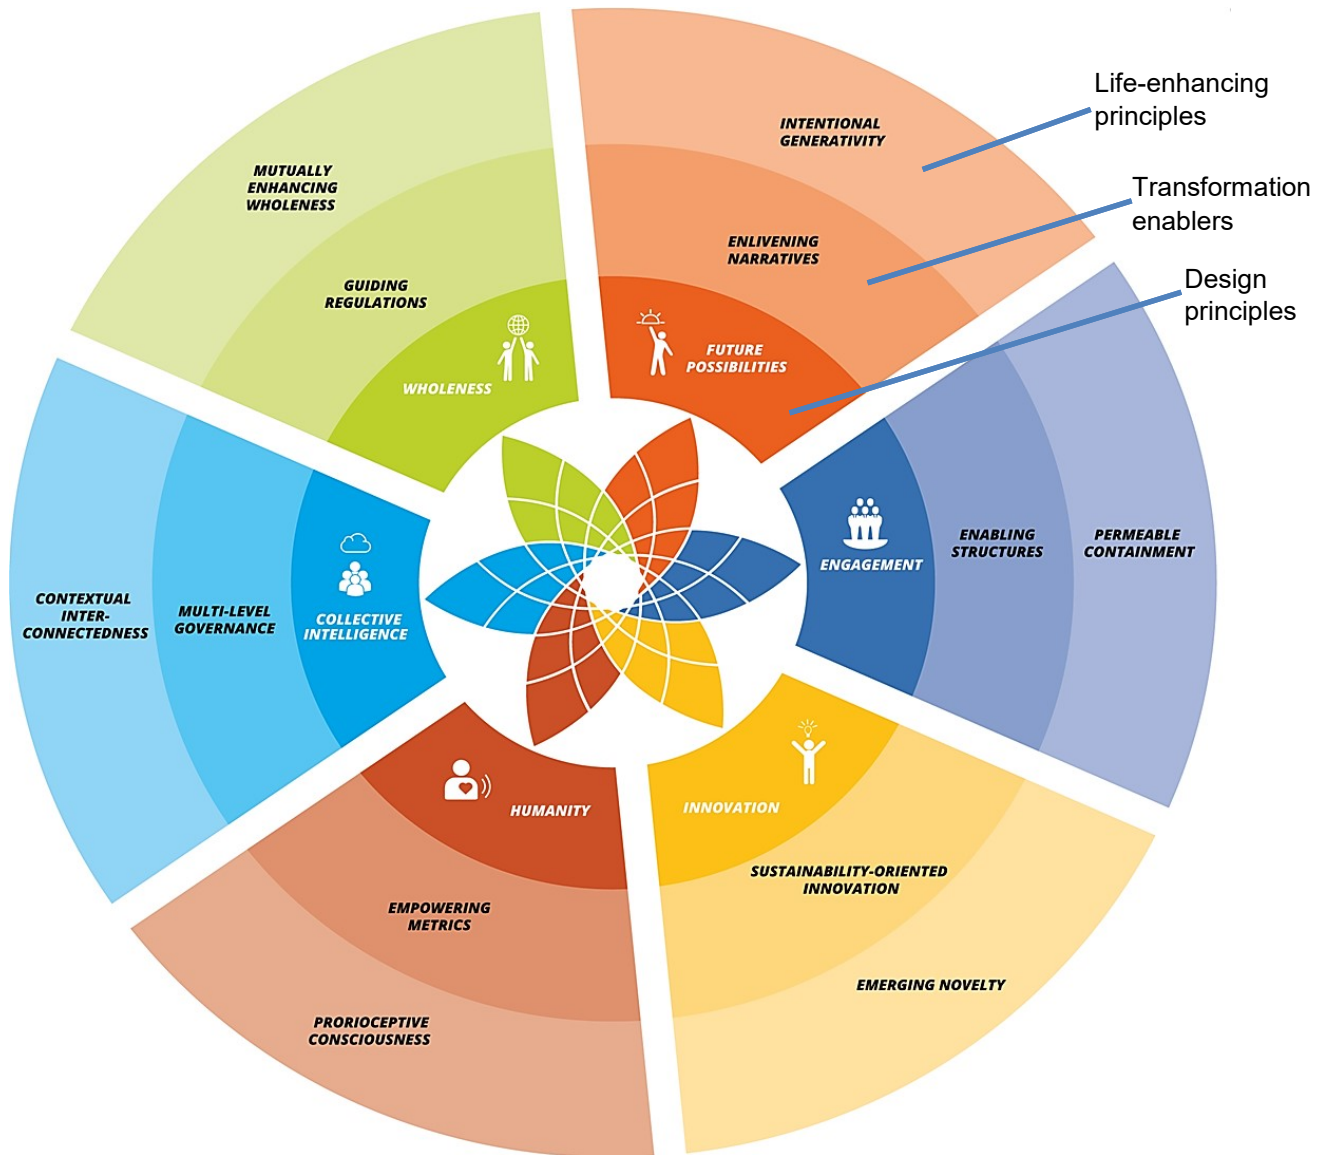 Life-enhancing
principles
Transformation
enablers
Design
principles
INTENTIONAL
GENERATIVITY
ENLIVENING
NARRATIVES
FUTURE
POSSIBILITIES
PERMEABLE
CONTAINMENT
ENABLING
STRUCTURES
ENGAGEMENT
EMERGING NOVELTY
SUSTAINABILITY-ORIENTED
INNOVATION
INNOVATION
PRORIOCEPTIVE
CONSCIOUSNESS
EMPOWERING
METRICS
HUMANITY
CONTEXTUAL
INTER-
CONNECTEDNESS
MULTI-LEVEL
GOVERNANCE
COLLECTIVE
INTELLIGENCE
MUTUALLY
ENHANCING
WHOLENESS
GUIDING
REGULATIONS
WHOLENESS